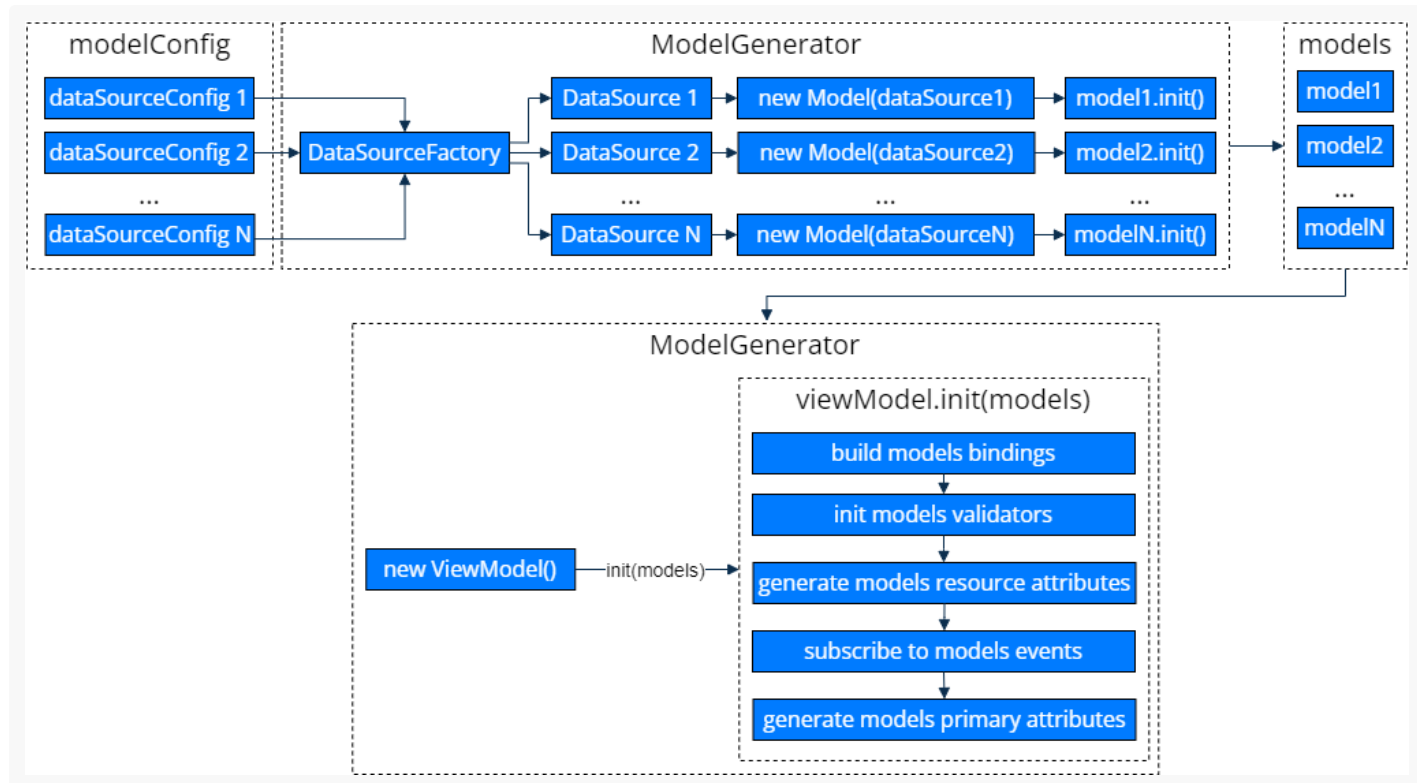 modelConfig
ModelGenerator
models
dataSourceConfig 1
DataSource 1
new Model(dataSource1)
model1.init()
model1
dataSourceConfig 2
DataSourceFactory
DataSource 2
new Model(dataSource2)
model2.init()
model2
...
...
...
...
...
dataSourceConfig N
DataSource N
new Model(dataSourceN)
modelN.init()
modelN
ModelGenerator
viewModel.init(models)
build models bindings
init models validators
new ViewModel()
init(models)
generate models resource attributes
subscribe to models events
generate models primary attributes